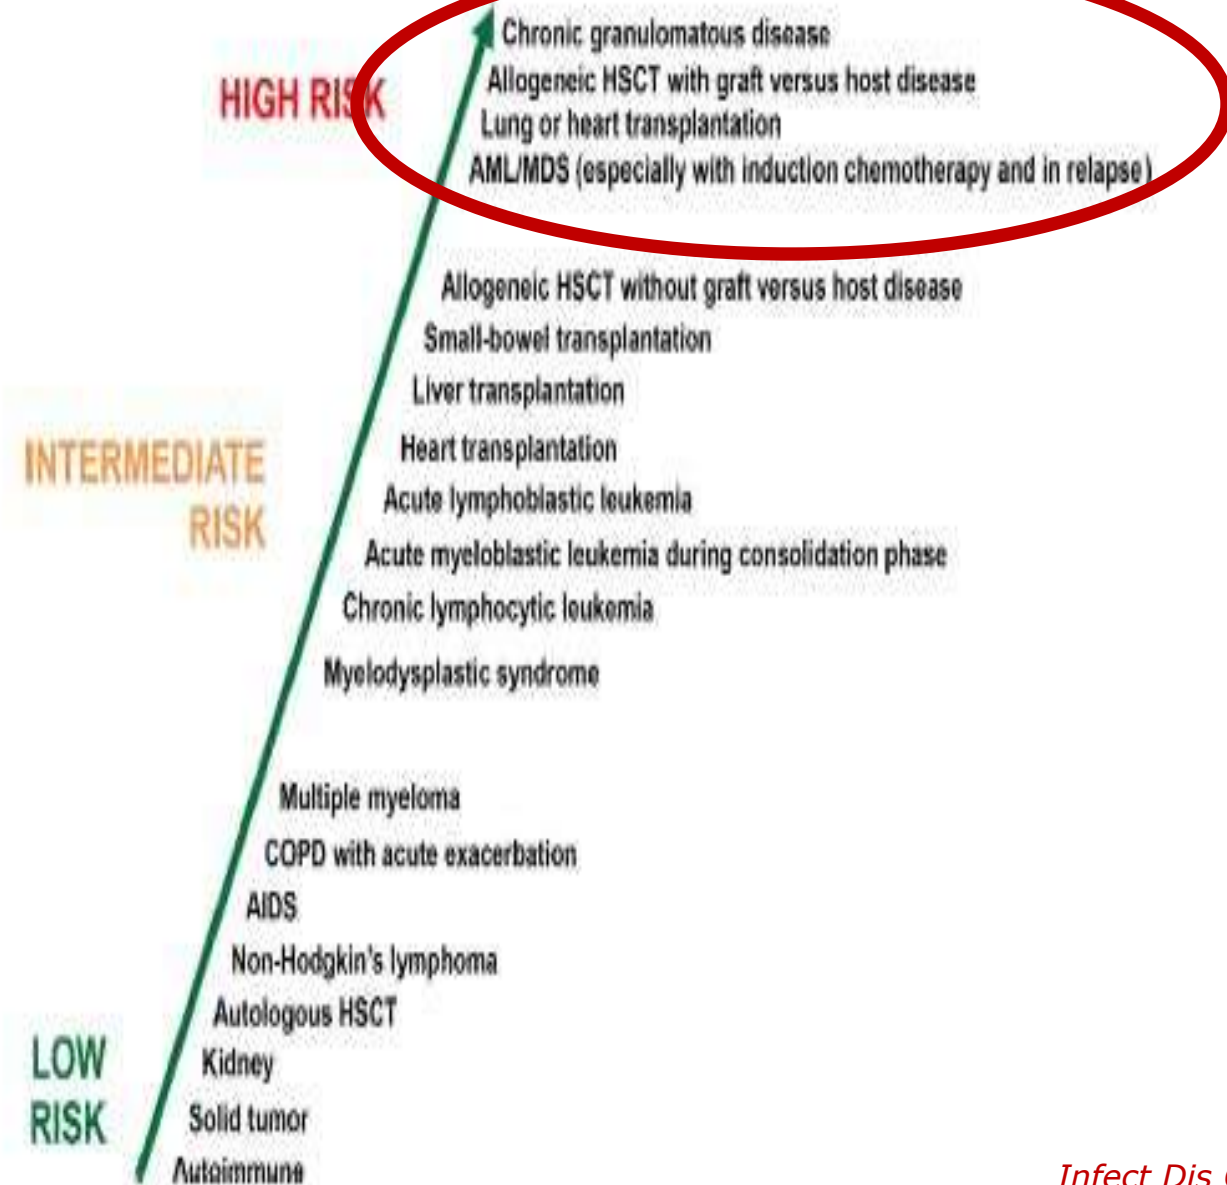 Chronic granulomatous disease
Allogeneic HSCT with graft versus host disease
HIGH RISK
Lung or heart transplantation
AML/MDS (especially with induction chemotherapy and in relapse)
Allogeneic HSCT without graft versus host disease
Small-bowel transplantation
Liver transplantation
Heart transplantation
INTERMEDIATE
RISK
Acute lymphoblastic leukemia
Acute myeloblastic leukemia during consolidation phase
Chronic lymphocytic leukemia
Myelodysplastic syndrome
Multiple myeloma
COPD with acute exacerbation
AIDS
Non-Hodgkin's lymphoma
Autologous HSCT
LOW
RISK
Kidney
Solid tumor
Autoimmune
Infect Dis